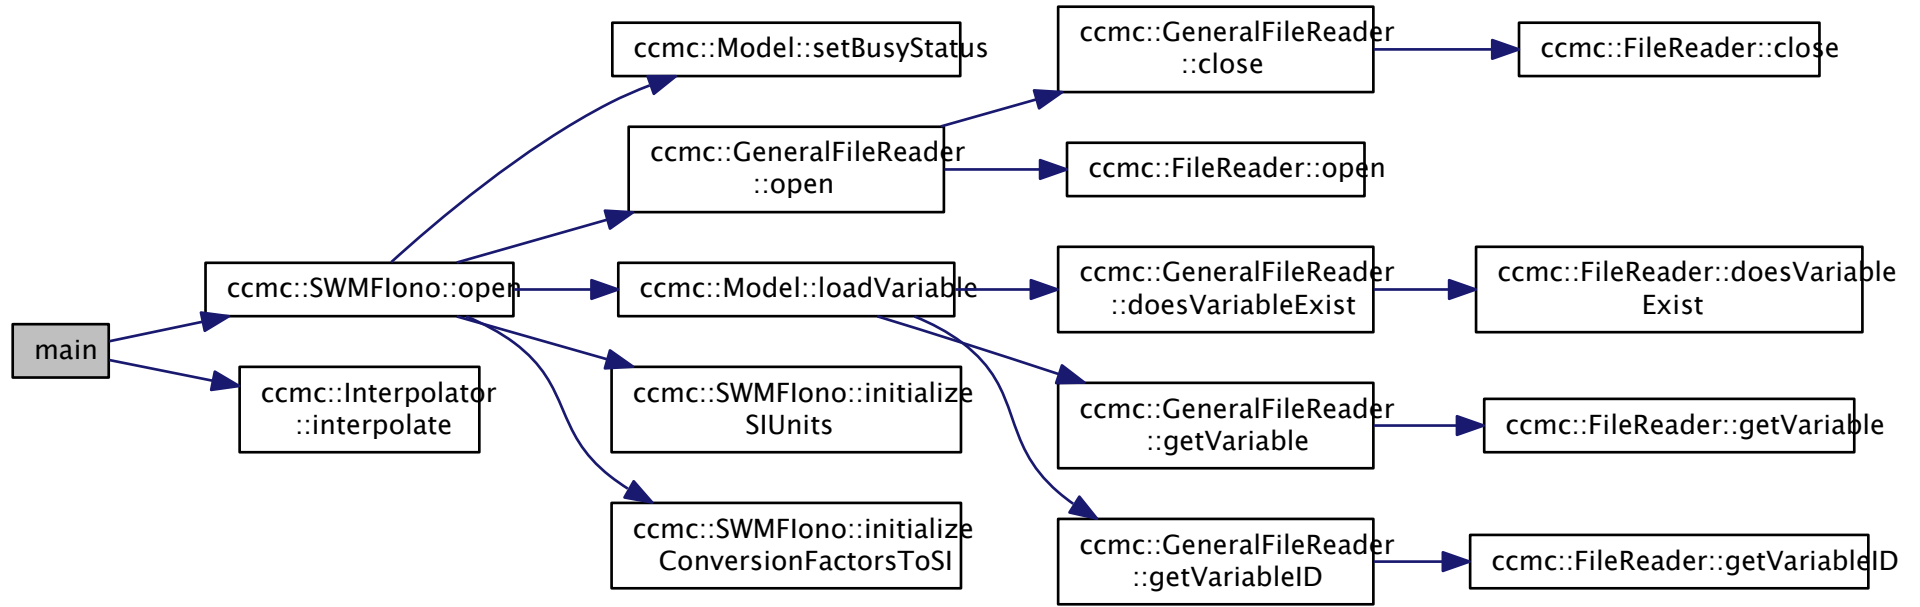 main
ccmc::SWMFIono::open
ccmc::Interpolator
::interpolate
ccmc::Model::setBusyStatus
ccmc::GeneralFileReader
::open
ccmc::Model::loadVariable
ccmc::SWMFIono::initialize
SIUnits
ccmc::SWMFIono::initialize
ConversionFactorsToSI
ccmc::GeneralFileReader
::close
ccmc::FileReader::open
ccmc::GeneralFileReader
::doesVariableExist
ccmc::GeneralFileReader
::getVariable
ccmc::GeneralFileReader
::getVariableID
ccmc::FileReader::close
ccmc::FileReader::doesVariable
Exist
ccmc::FileReader::getVariable
ccmc::FileReader::getVariableID